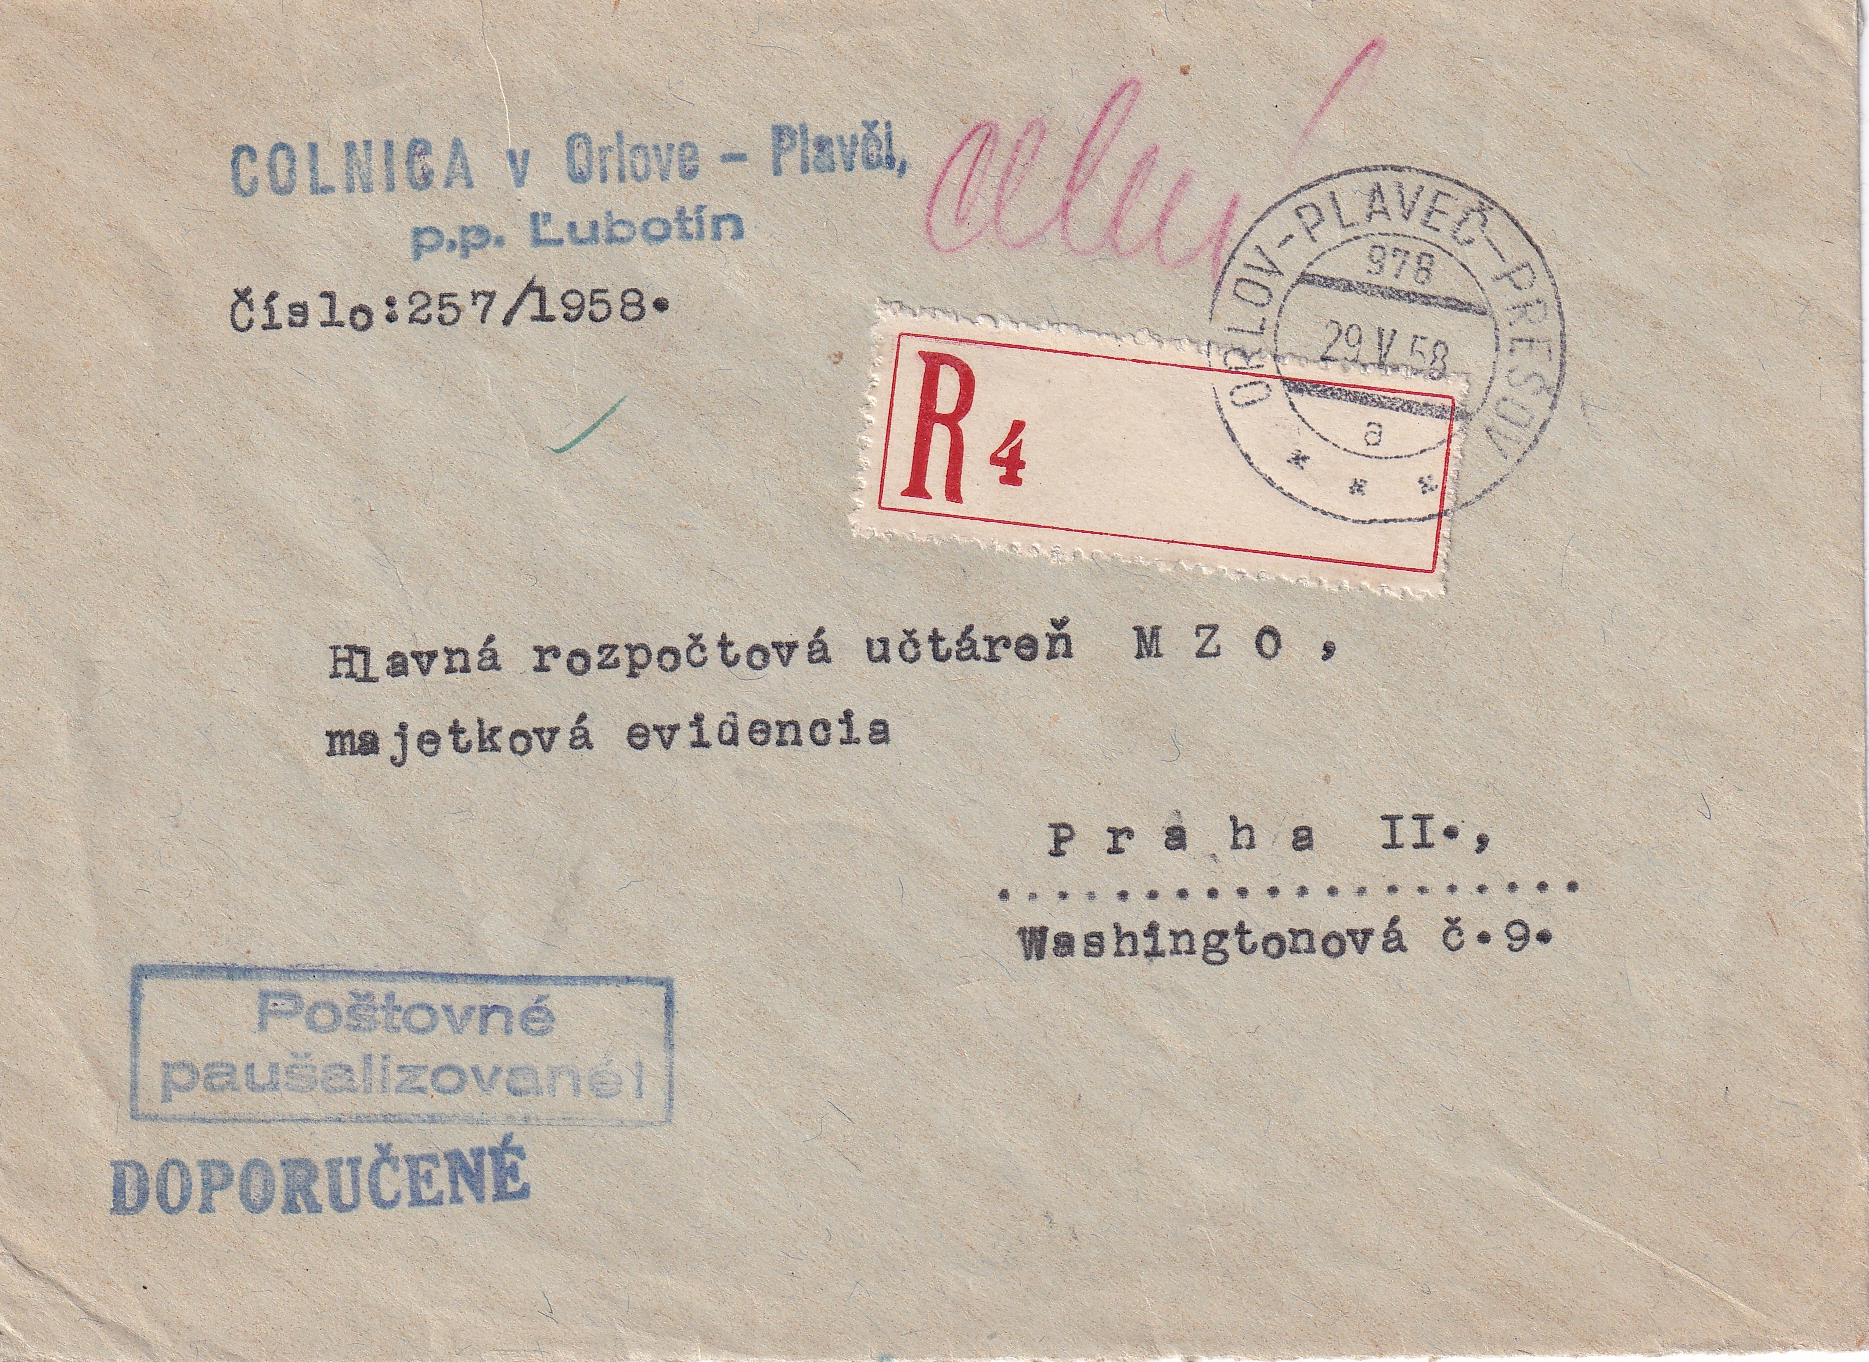 COLNICA v Orlove - Plavči,
p.p. Ľubotín
Číslo:257/1958.
ORLOV-PLAVEČ-PREŠOV
978
29.V.58
a
R 4
Hlavná rozpočtová učtáreň M Z O ,
majetková evidencia
P r a h a II.,
Washingtonová č.9.
Poštovné
paušalizované!
DOPORUČENÉ